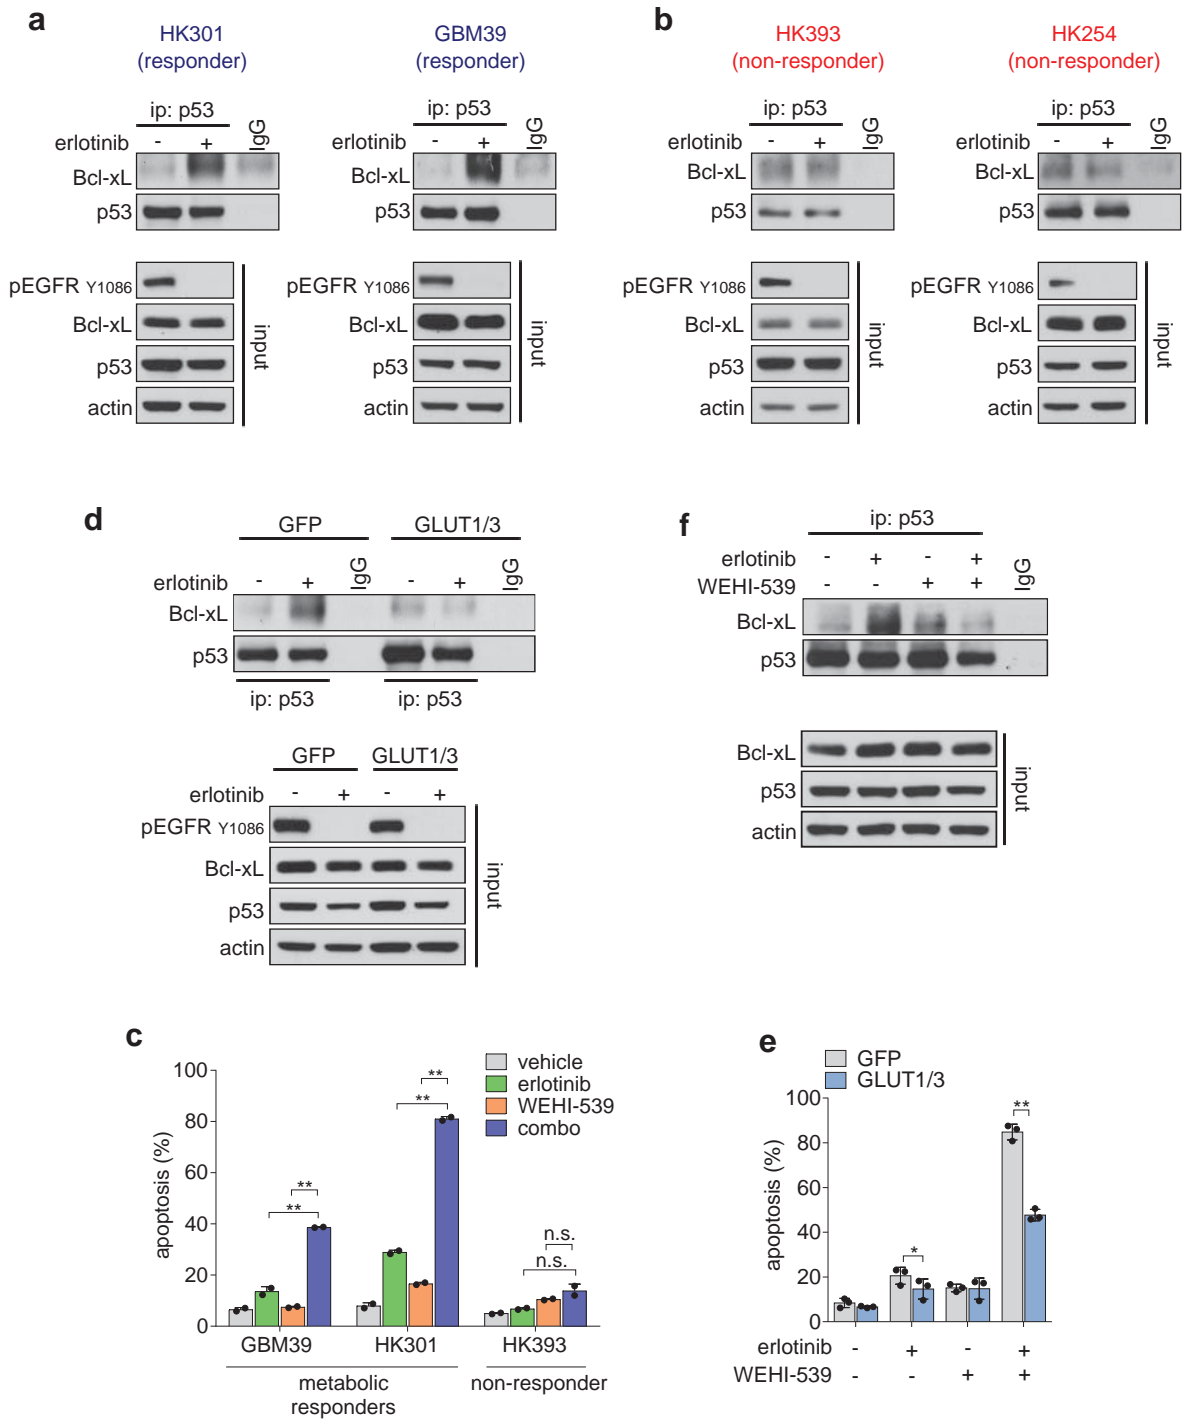 a
HK301
(responder)
GBM39
(responder)
ip: p53
IgG
erlotinib - +
Bcl-xL
p53
pEGFR Y1086
Bcl-xL
p53
actin
input
ip: p53
IgG
erlotinib - +
Bcl-xL
p53
pEGFR Y1086
Bcl-xL
p53
actin
input
b
HK393
(non-responder)
HK254
(non-responder)
ip: p53
IgG
erlotinib - +
Bcl-xL
p53
pEGFR Y1086
Bcl-xL
p53
actin
input
ip: p53
IgG
erlotinib - +
Bcl-xL
p53
pEGFR Y1086
Bcl-xL
p53
actin
input
d
GFP GLUT1/3
erlotinib - + IgG - + IgG
Bcl-xL
p53
ip: p53 ip: p53
GFP GLUT1/3
erlotinib - + - +
pEGFR Y1086
Bcl-xL
p53
actin
input
f
ip: p53
erlotinib - + - +
WEHI-539 - - + +
IgG
Bcl-xL
p53
Bcl-xL
p53
actin
input
c
vehicle
erlotinib
WEHI-539
combo
apoptosis (%)
100
80
60
40
20
0
** **
** **
n.s.
n.s.
GBM39 HK301 HK393
metabolic
responders
non-responder
e
GFP
GLUT1/3
apoptosis (%)
100
80
60
40
20
0
*
**
erlotinib - + - +
WEHI-539 - - + +